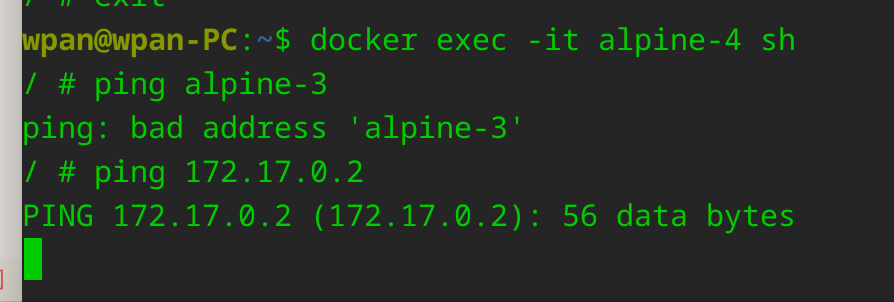 / # exit
wpan@wpan-PC:~$ docker exec -it alpine-4 sh
/ # ping alpine-3
ping: bad address 'alpine-3'
/ # ping 172.17.0.2
PING 172.17.0.2 (172.17.0.2): 56 data bytes